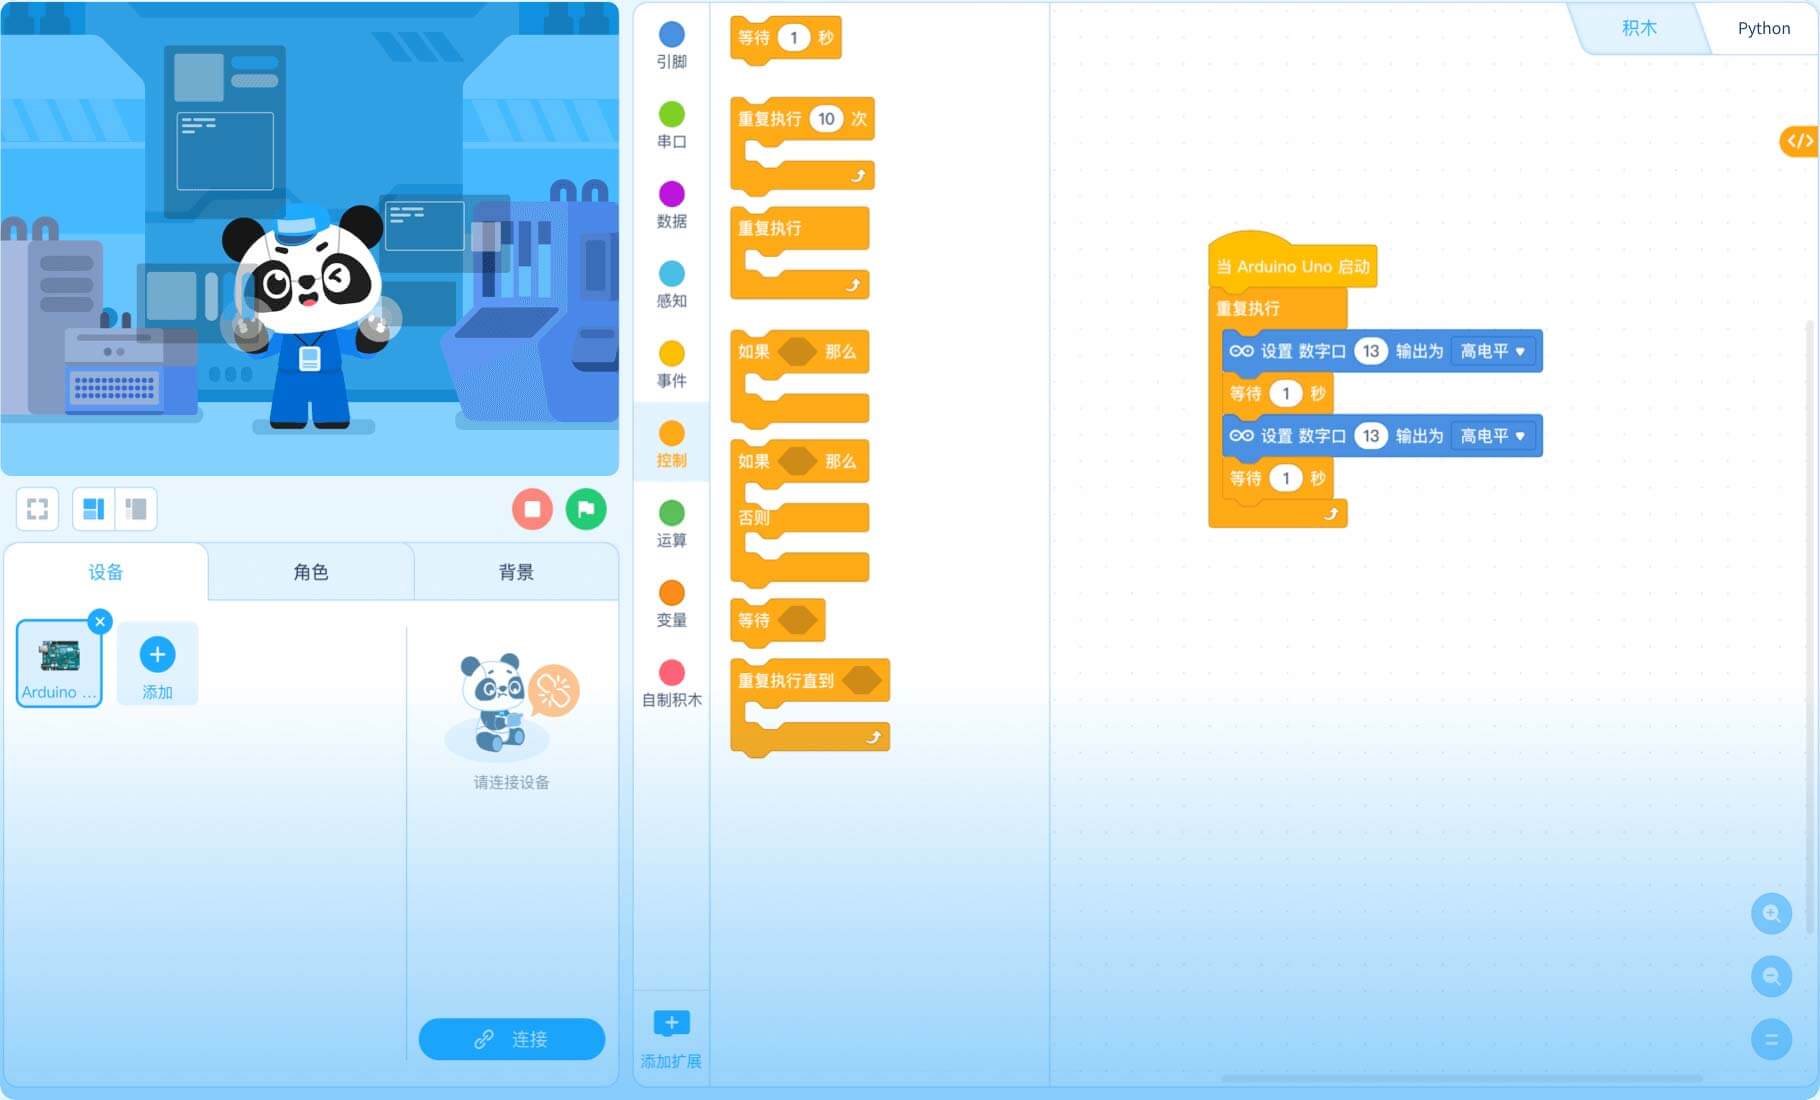 引脚
串口
数据
感知
事件
控制
运算
变量
自制积木
添加扩展
等待 1 秒
重复执行 10 次
重复执行
如果 那么
如果 那么
否则
等待
重复执行直到
积木
Python
</>
当 Arduino Uno 启动
重复执行
设置 数字口 13 输出为 高电平
等待 1 秒
设置 数字口 13 输出为 高电平
等待 1 秒
设备
角色
背景
Arduino ...
添加
请连接设备
连接